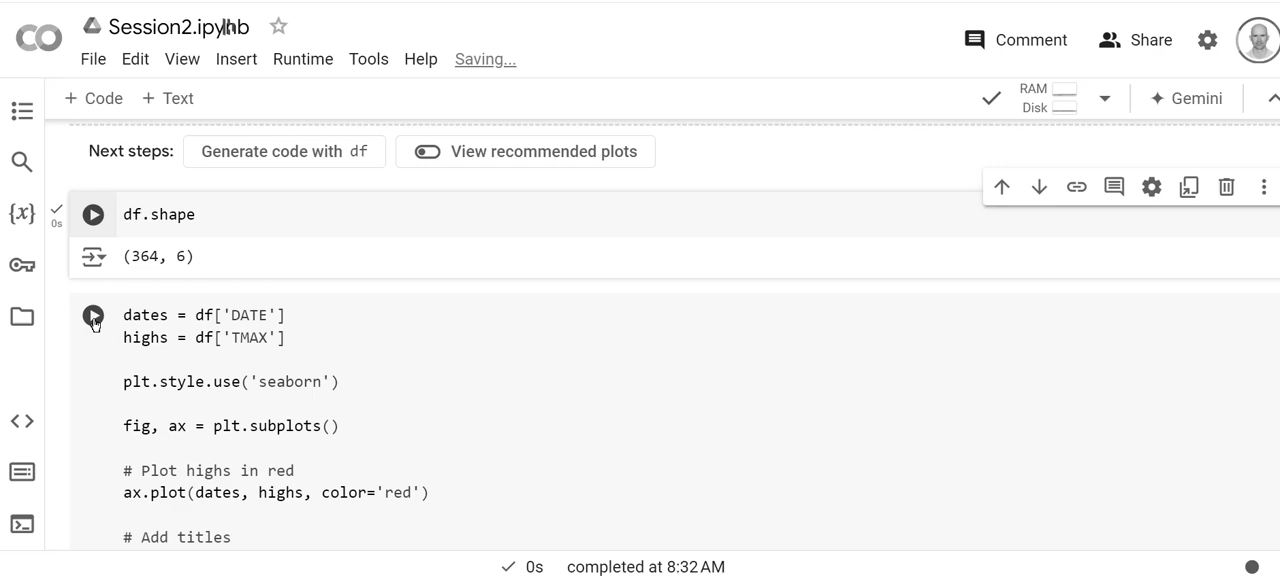 Session2.ipynb
Comment
Share
File Edit View Insert Runtime Tools Help Saving...
+ Code + Text
RAM
Disk
Gemini
Next steps: Generate code with df View recommended plots
0s
df.shape
(364, 6)
dates = df['DATE']
highs = df['TMAX']
plt.style.use('seaborn')
fig, ax = plt.subplots()
# Plot highs in red
ax.plot(dates, highs, color='red')
# Add titles
0s completed at 8:32 AM